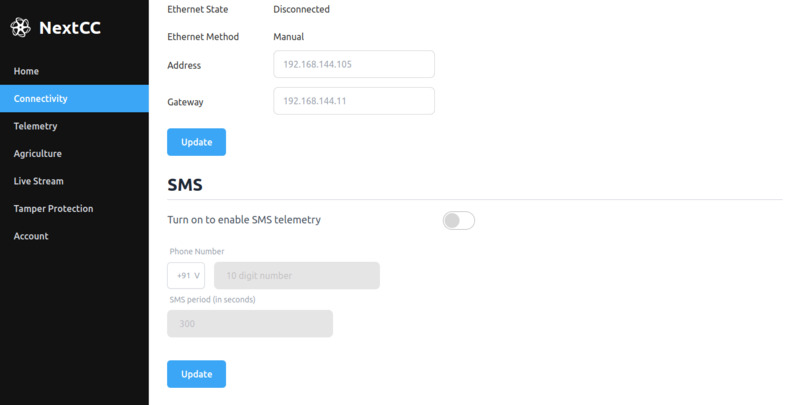 NextCC
Home
Connectivity
Telemetry
Agriculture
Live Stream
Tamper Protection
Account
Ethernet State Disconnected
Ethernet Method Manual
Address 192.168.144.105
Gateway 192.168.144.11
Update
SMS
Turn on to enable SMS telemetry
Phone Number
+91 V 10 digit number
SMS period (in seconds)
300
Update